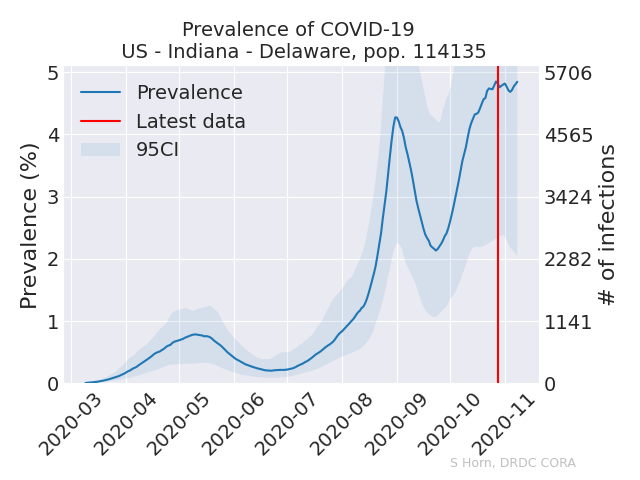 Prevalence of COVID-19
US - Indiana - Delaware, pop. 114135
Prevalence
Latest data
95CI
Prevalence (%)
5
4
3
2
1
0
5706
4565
3424
2282
1141
0
# of infections
2020-03
2020-04
2020-05
2020-06
2020-07
2020-08
2020-09
2020-10
2020-11
S Horn, DRDC CORA